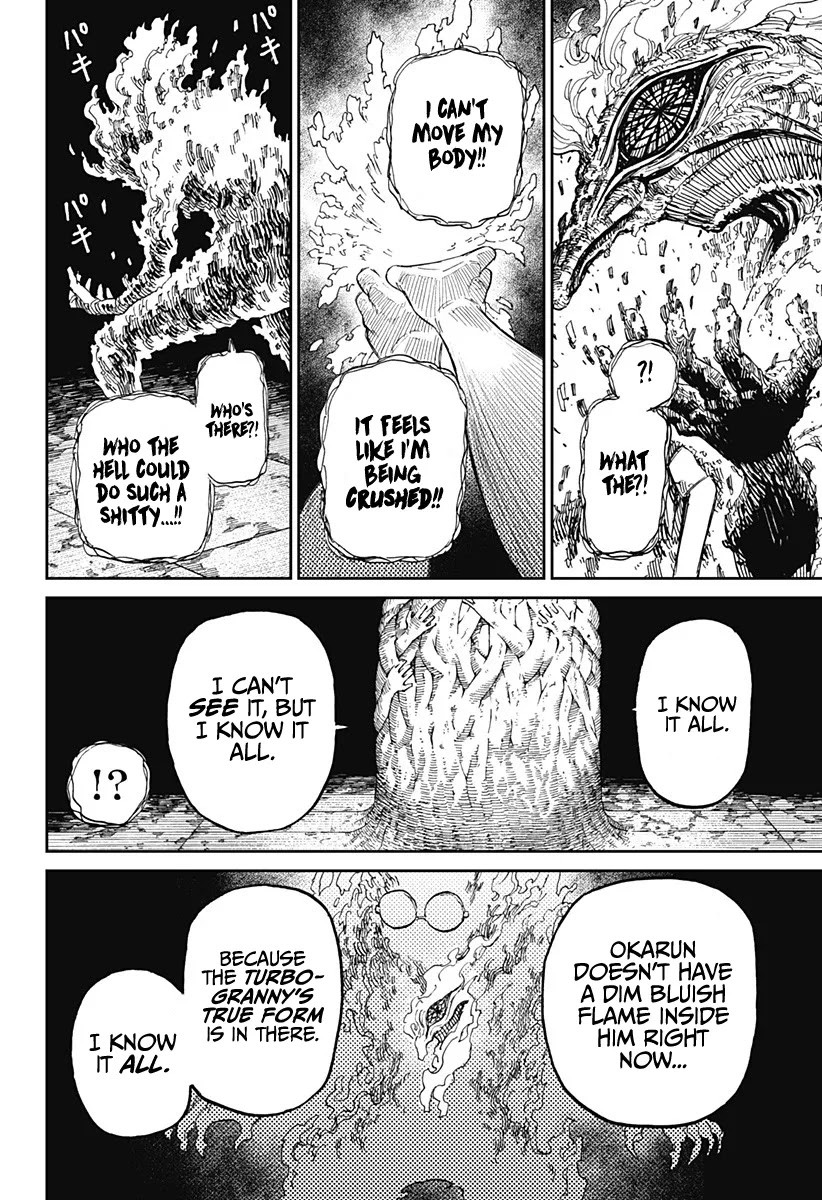 ?!
WHAT
THE?!
I CAN'T
MOVE MY
BODY!!
IT FEELS
LIKE I'M
BEING
CRUSHED!!
パキ
パキ
WHO'S
THERE?!
WHO THE
HELL COULD
DO SUCH A
SHITTY...!!
I KNOW
IT ALL.
I CAN'T
SEE IT, BUT
I KNOW IT
ALL.
!?
OKARUN
DOESN'T HAVE
A DIM BLUISH
FLAME INSIDE
HIM RIGHT
NOW...
BECAUSE
THE TURBO-
GRANNY'S
TRUE FORM
IS IN THERE.
I KNOW
IT ALL.